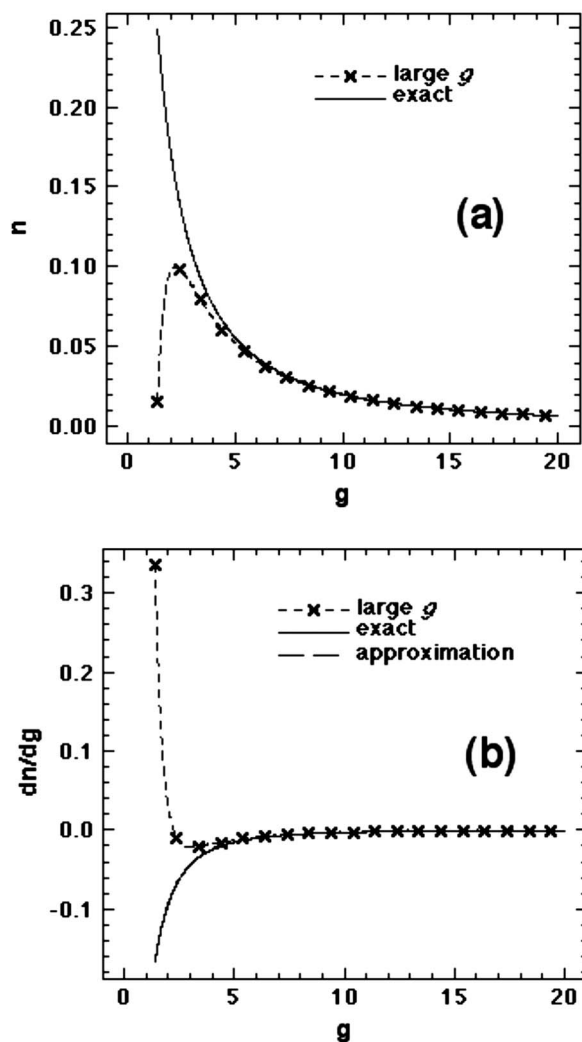 0.25
large g
exact
0.20
0.15
n
(a)
0.10
0.05
0.00
0 5 10 15 20
g
0.3
large g
exact
approximation
0.2
0.1
dn/dg
(b)
0.0
-0.1
0 5 10 15 20
g